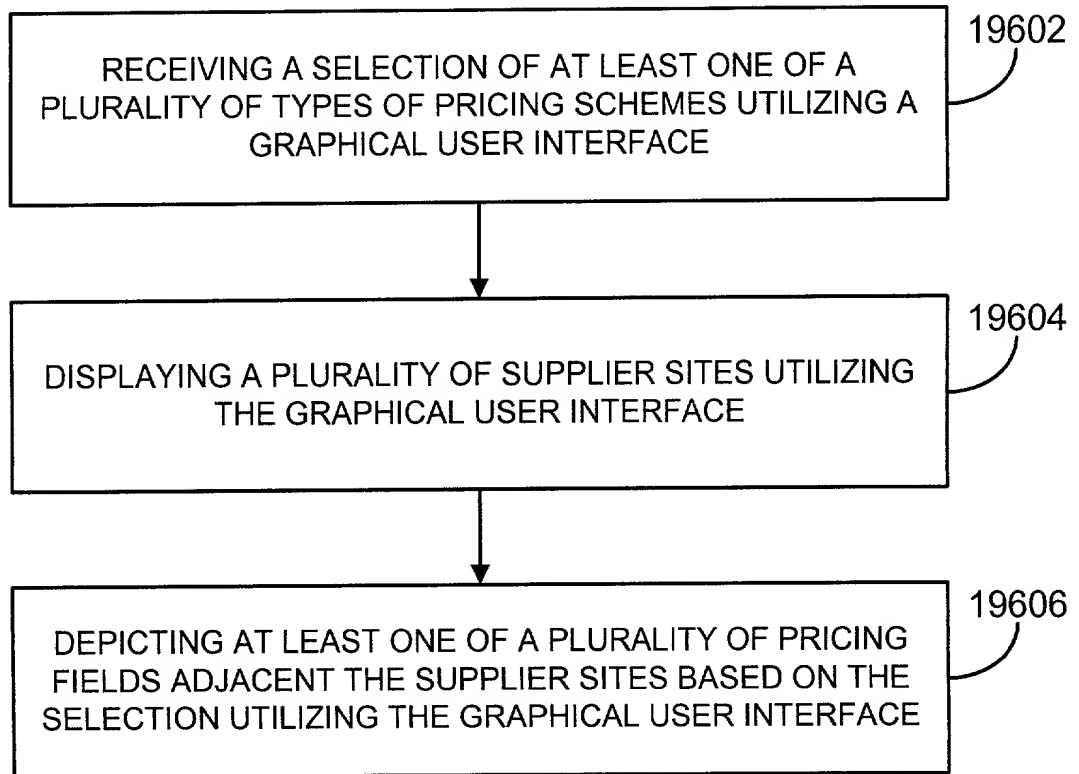 19602
RECEIVING A SELECTION OF AT LEAST ONE OF A
PLURALITY OF TYPES OF PRICING SCHEMES UTILIZING A
GRAPHICAL USER INTERFACE
19604
DISPLAYING A PLURALITY OF SUPPLIER SITES UTILIZING
THE GRAPHICAL USER INTERFACE
19606
DEPICTING AT LEAST ONE OF A PLURALITY OF PRICING
FIELDS ADJACENT THE SUPPLIER SITES BASED ON THE
SELECTION UTILIZING THE GRAPHICAL USER INTERFACE